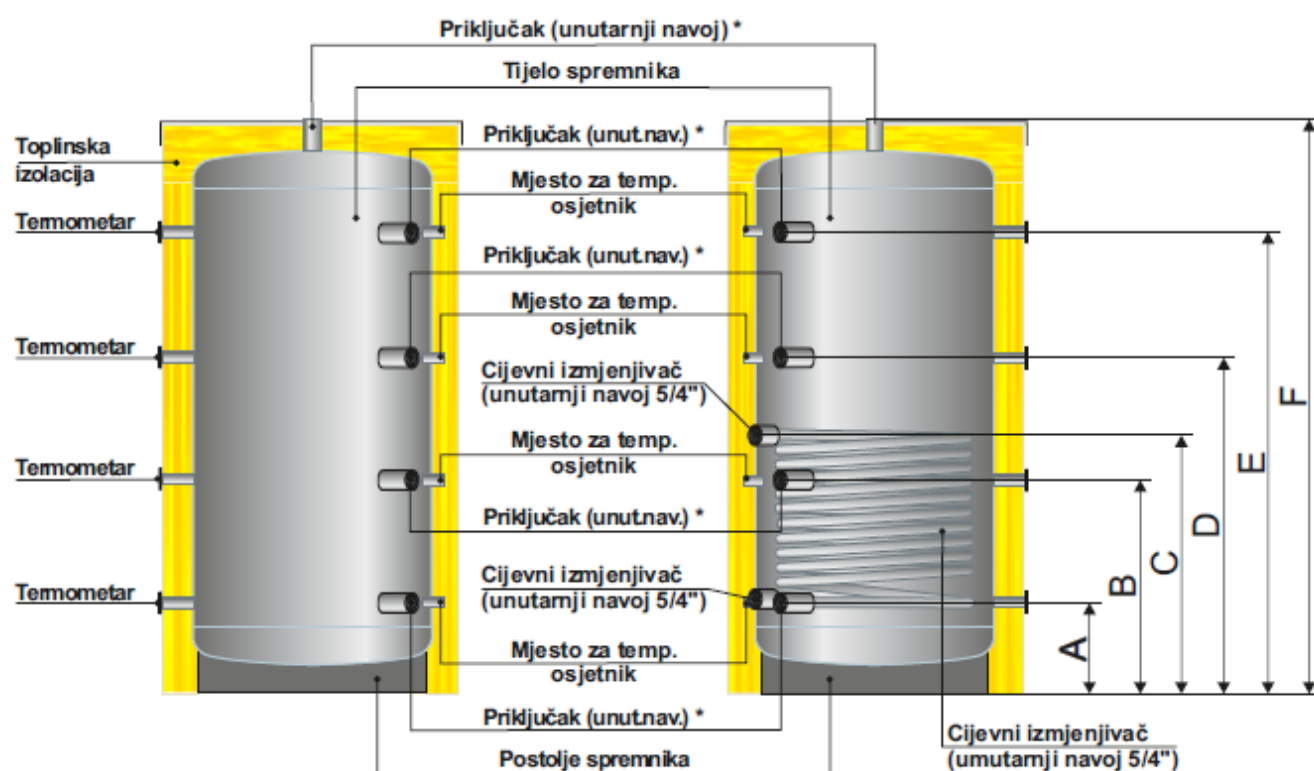 Priključak (unutarnji navoj) *
Tijelo spremnika
Toplinska
izolacija
Priključak (unut.nav.) *
Mjesto za temp.
osjetnik
Termometar
Priključak (unut.nav.) *
Mjesto za temp.
osjetnik
Termometar
Cijevni izmjenjivač
(unutarnji navoj 5/4")
Mjesto za temp.
osjetnik
Termometar
Priključak (unut.nav.) *
Cijevni izmjenjivač
(unutarnji navoj 5/4")
Termometar
Mjesto za temp.
osjetnik
Priključak (unut.nav.) *
Postolje spremnika
A
B
C
D
E
F
Cijevni izmjenjivač
(umutarnji navoj 5/4")